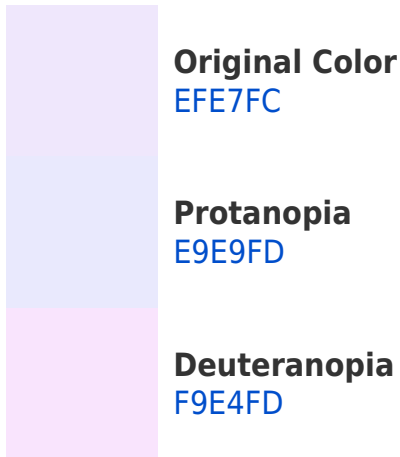 Original Color
EFE7FC
Protanopia
E9E9FD
Deuteranopia
F9E4FD